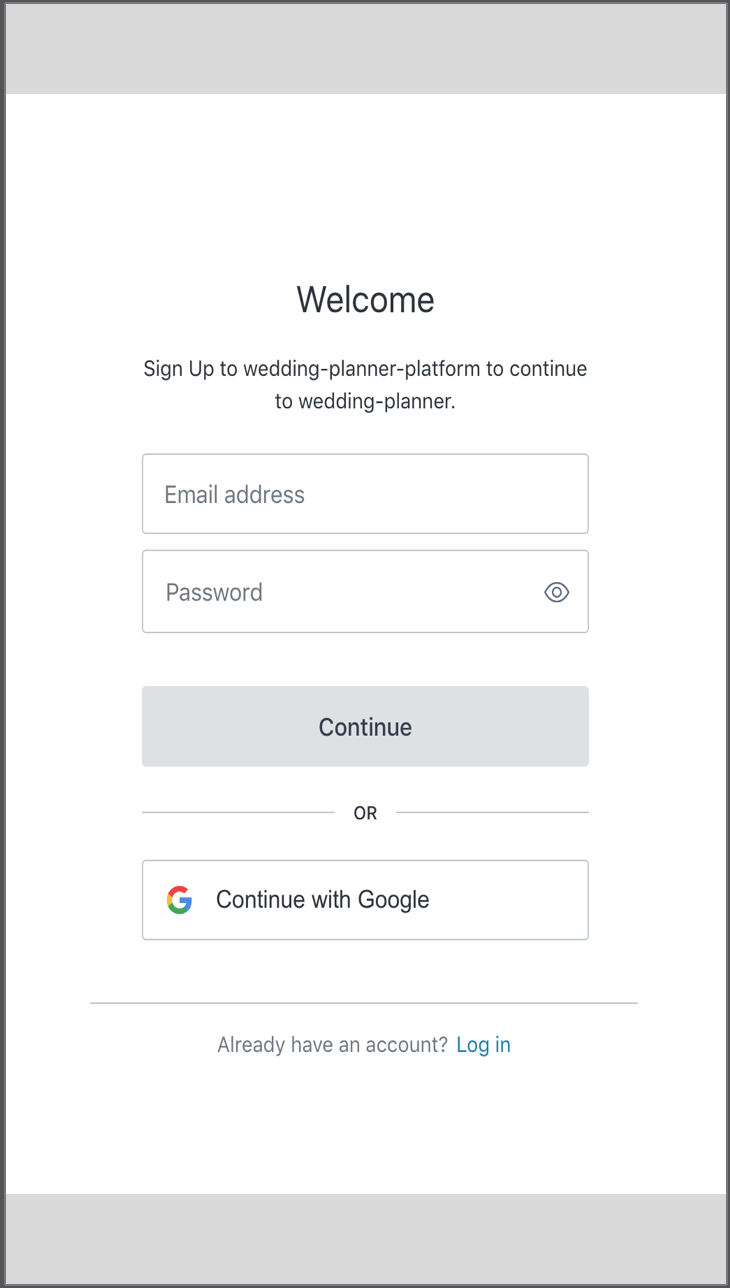 Welcome
Sign Up to wedding-planner-platform to continue
to wedding-planner.
Email address
Password
Continue
OR
Continue with Google
Already have an account? Log in